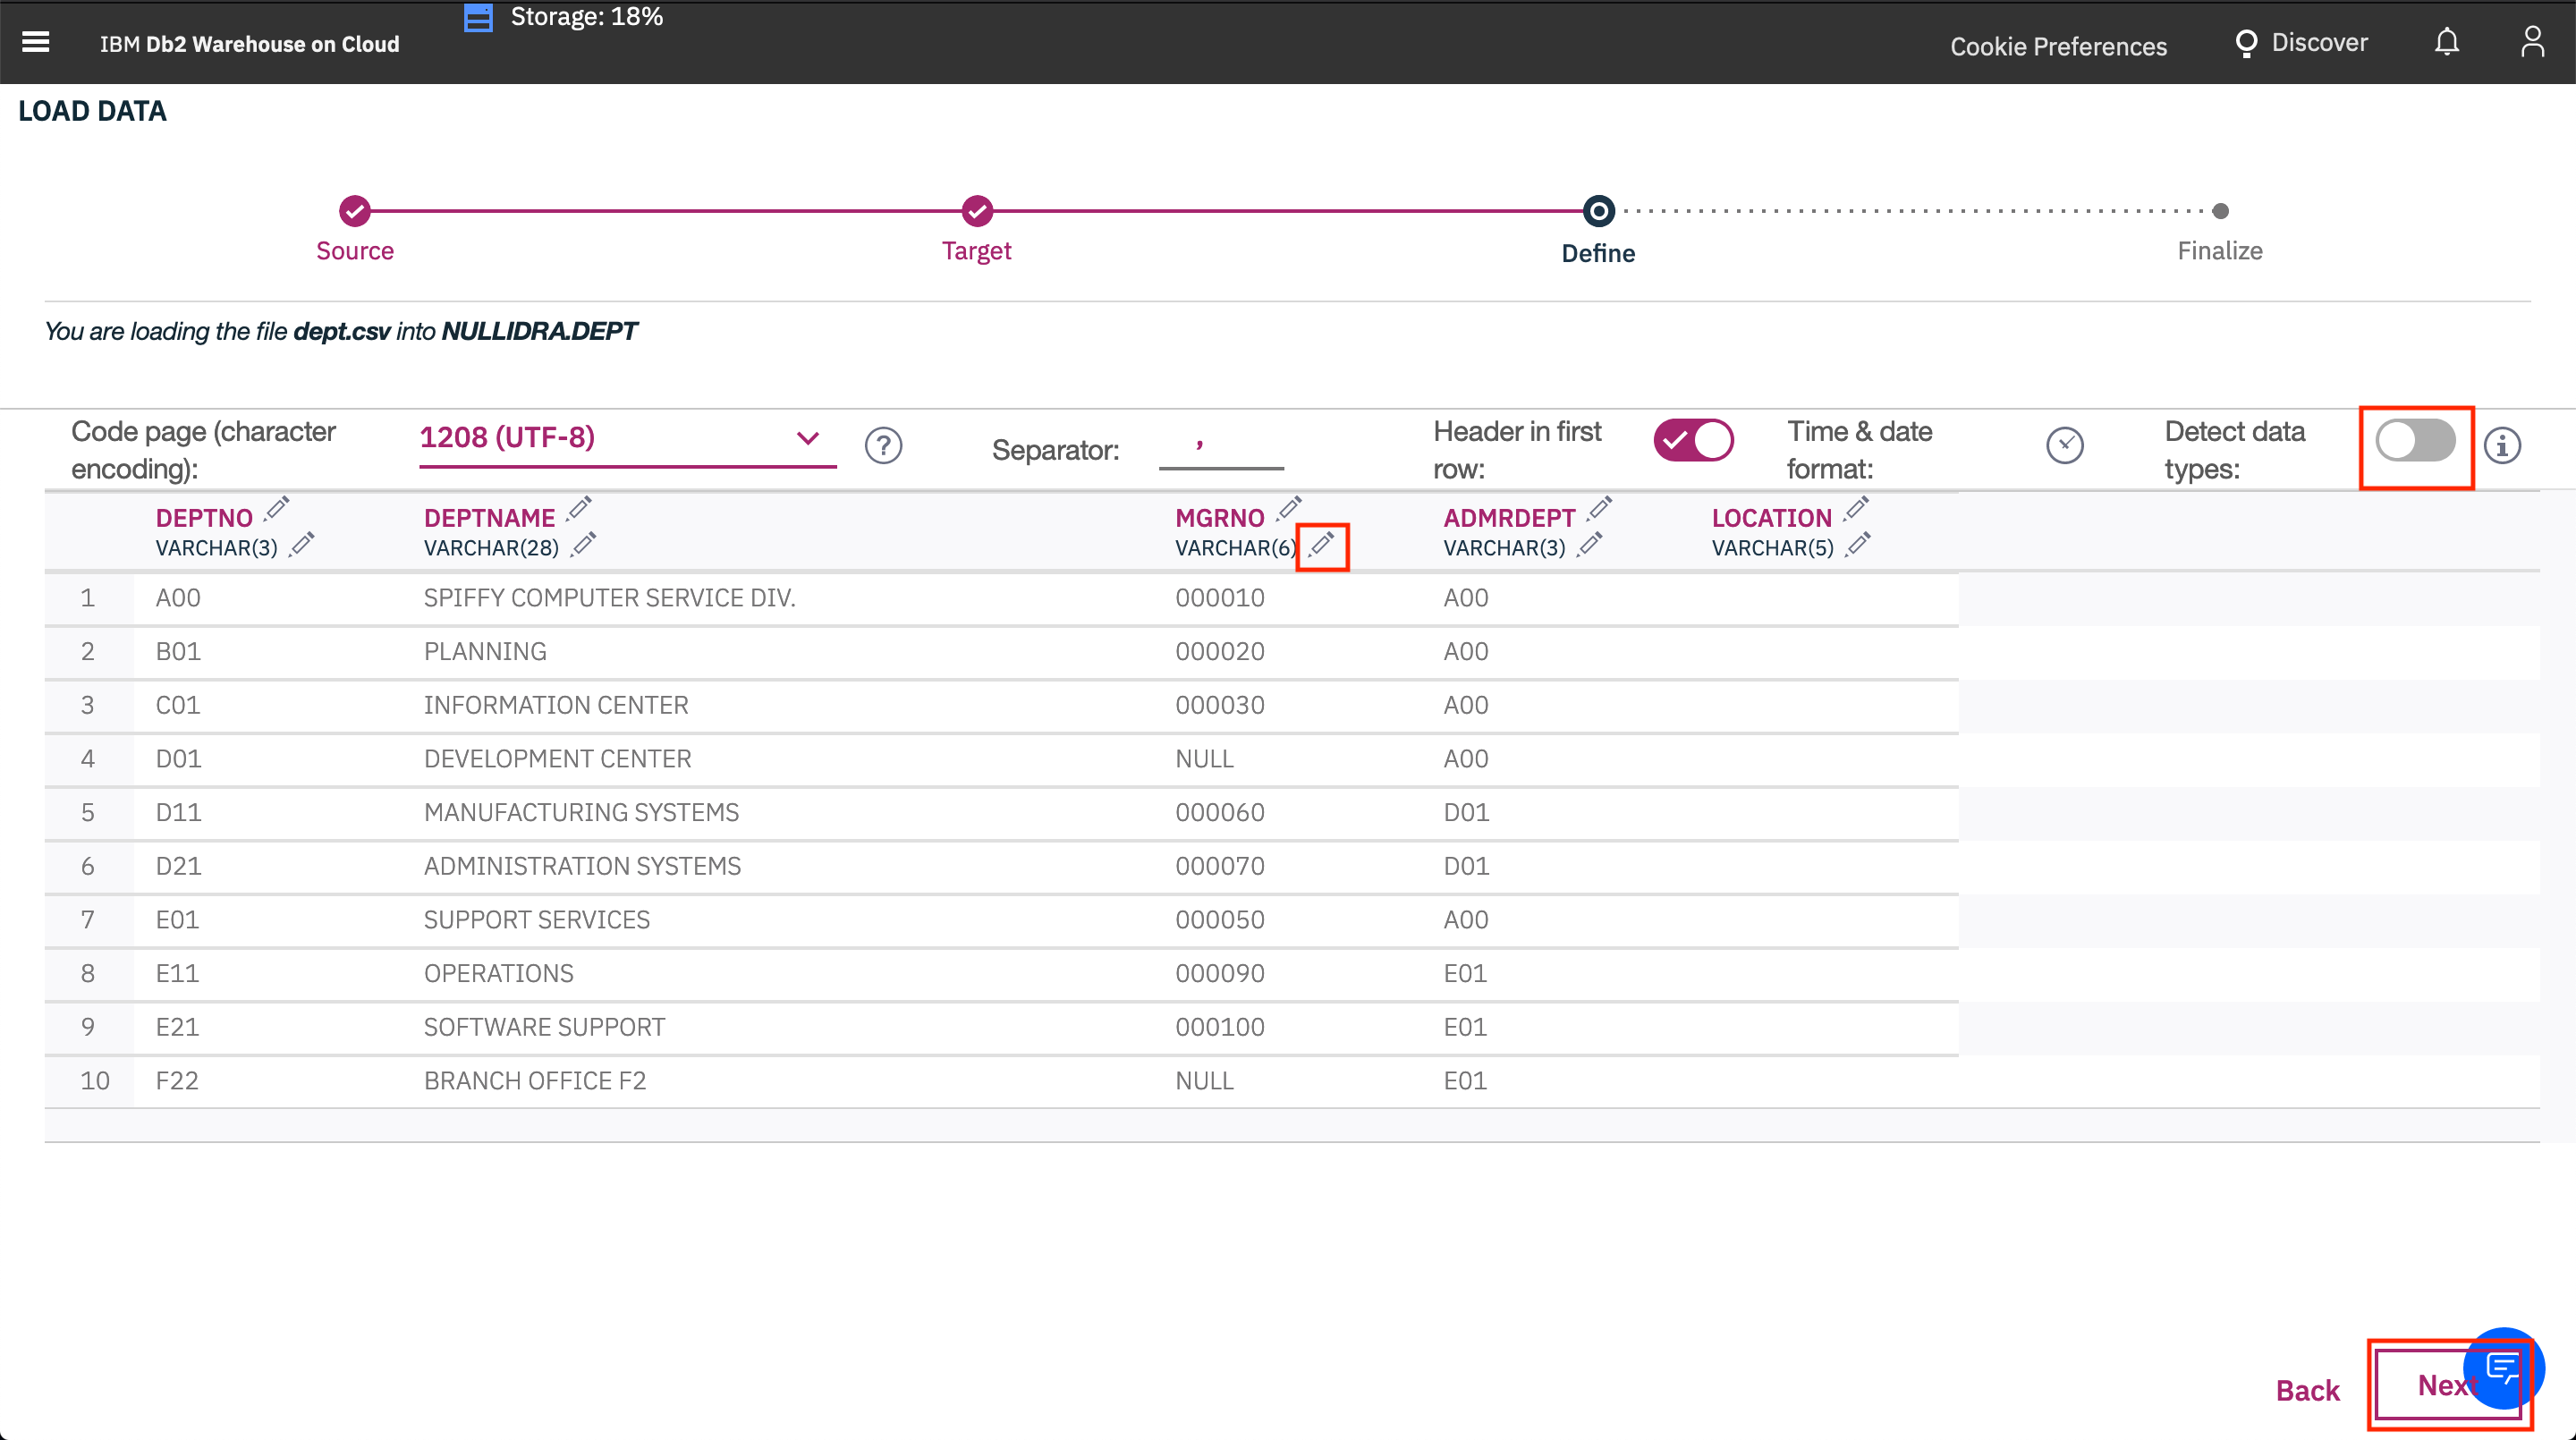 Storage: 18%
IBM Db2 Warehouse on Cloud
Cookie Preferences
Discover
LOAD DATA
Source
Target
Define
Finalize
You are loading the file dept.csv into NULLIDRA.DEPT
Code page (character encoding):
1208 (UTF-8)
?
Separator:
,
Header in first row:
Time & date format:
Detect data types:
i
DEPTNO DEPTNAME MGRNO ADMRDEPT LOCATION
VARCHAR(3) VARCHAR(28) VARCHAR(6) VARCHAR(3) VARCHAR(5)
1 A00 SPIFFY COMPUTER SERVICE DIV. 000010 A00
2 B01 PLANNING 000020 A00
3 C01 INFORMATION CENTER 000030 A00
4 D01 DEVELOPMENT CENTER NULL A00
5 D11 MANUFACTURING SYSTEMS 000060 D01
6 D21 ADMINISTRATION SYSTEMS 000070 D01
7 E01 SUPPORT SERVICES 000050 A00
8 E11 OPERATIONS 000090 E01
9 E21 SOFTWARE SUPPORT 000100 E01
10 F22 BRANCH OFFICE F2 NULL E01
Back
Next